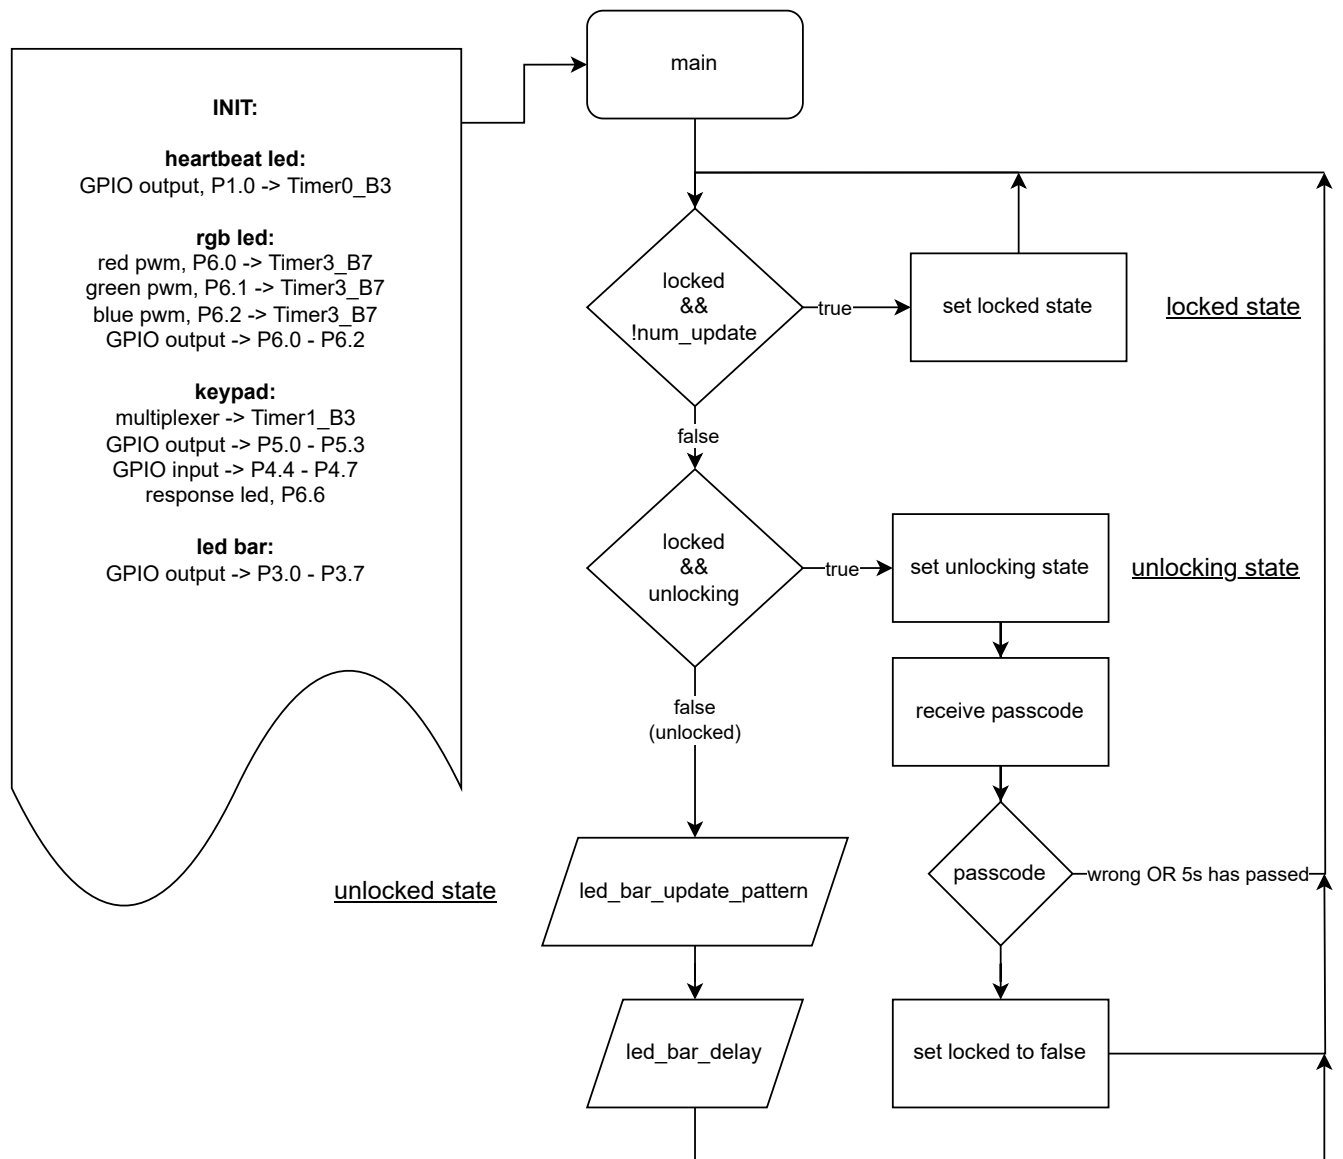 INIT:
heartbeat led:
GPIO output, P1.0 -> Timer0_B3
rgb led:
red pwm, P6.0 -> Timer3_B7
green pwm, P6.1 -> Timer3_B7
blue pwm, P6.2 -> Timer3_B7
GPIO output -> P6.0 - P6.2
keypad:
multiplexer -> Timer1_B3
GPIO output -> P5.0 - P5.3
GPIO input -> P4.4 - P4.7
response led, P6.6
led bar:
GPIO output -> P3.0 - P3.7
main
locked
&&
!num_update
true
set locked state
locked state
false
locked
&&
unlocking
true
set unlocking state
unlocking state
receive passcode
false
(unlocked)
passcode
wrong OR 5s has passed
unlocked state
led_bar_update_pattern
led_bar_delay
set locked to false